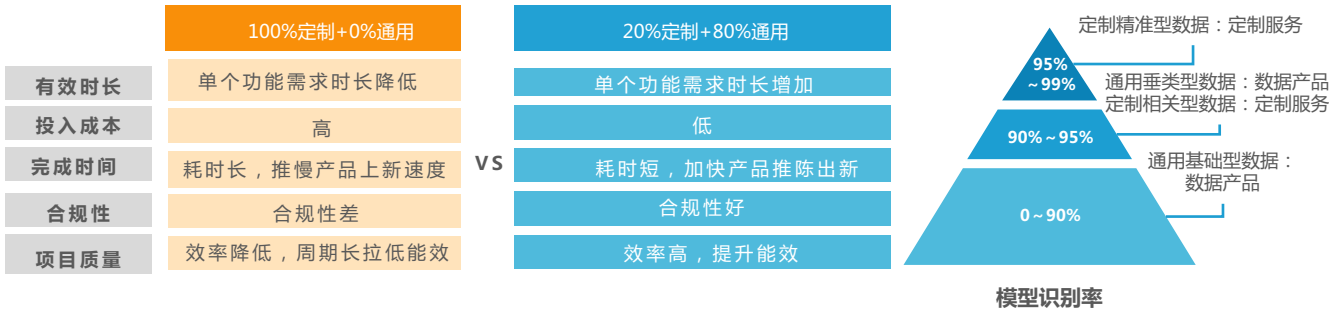 100%定制+0%通用
20%定制+80%通用
有效时长
单个功能需求时长降低
单个功能需求时长增加
投入成本
高
低
完成时间
耗时长，推慢产品上新速度
VS
耗时短，加快产品推陈出新
合规性
合规性差
合规性好
项目质量
效率降低，周期长拉低能效
效率高，提升能效
定制精准型数据：定制服务
95%
～99%
通用垂类型数据：数据产品
定制相关型数据：定制服务
90%～95%
通用基础型数据：
数据产品
0～90%
模型识别率